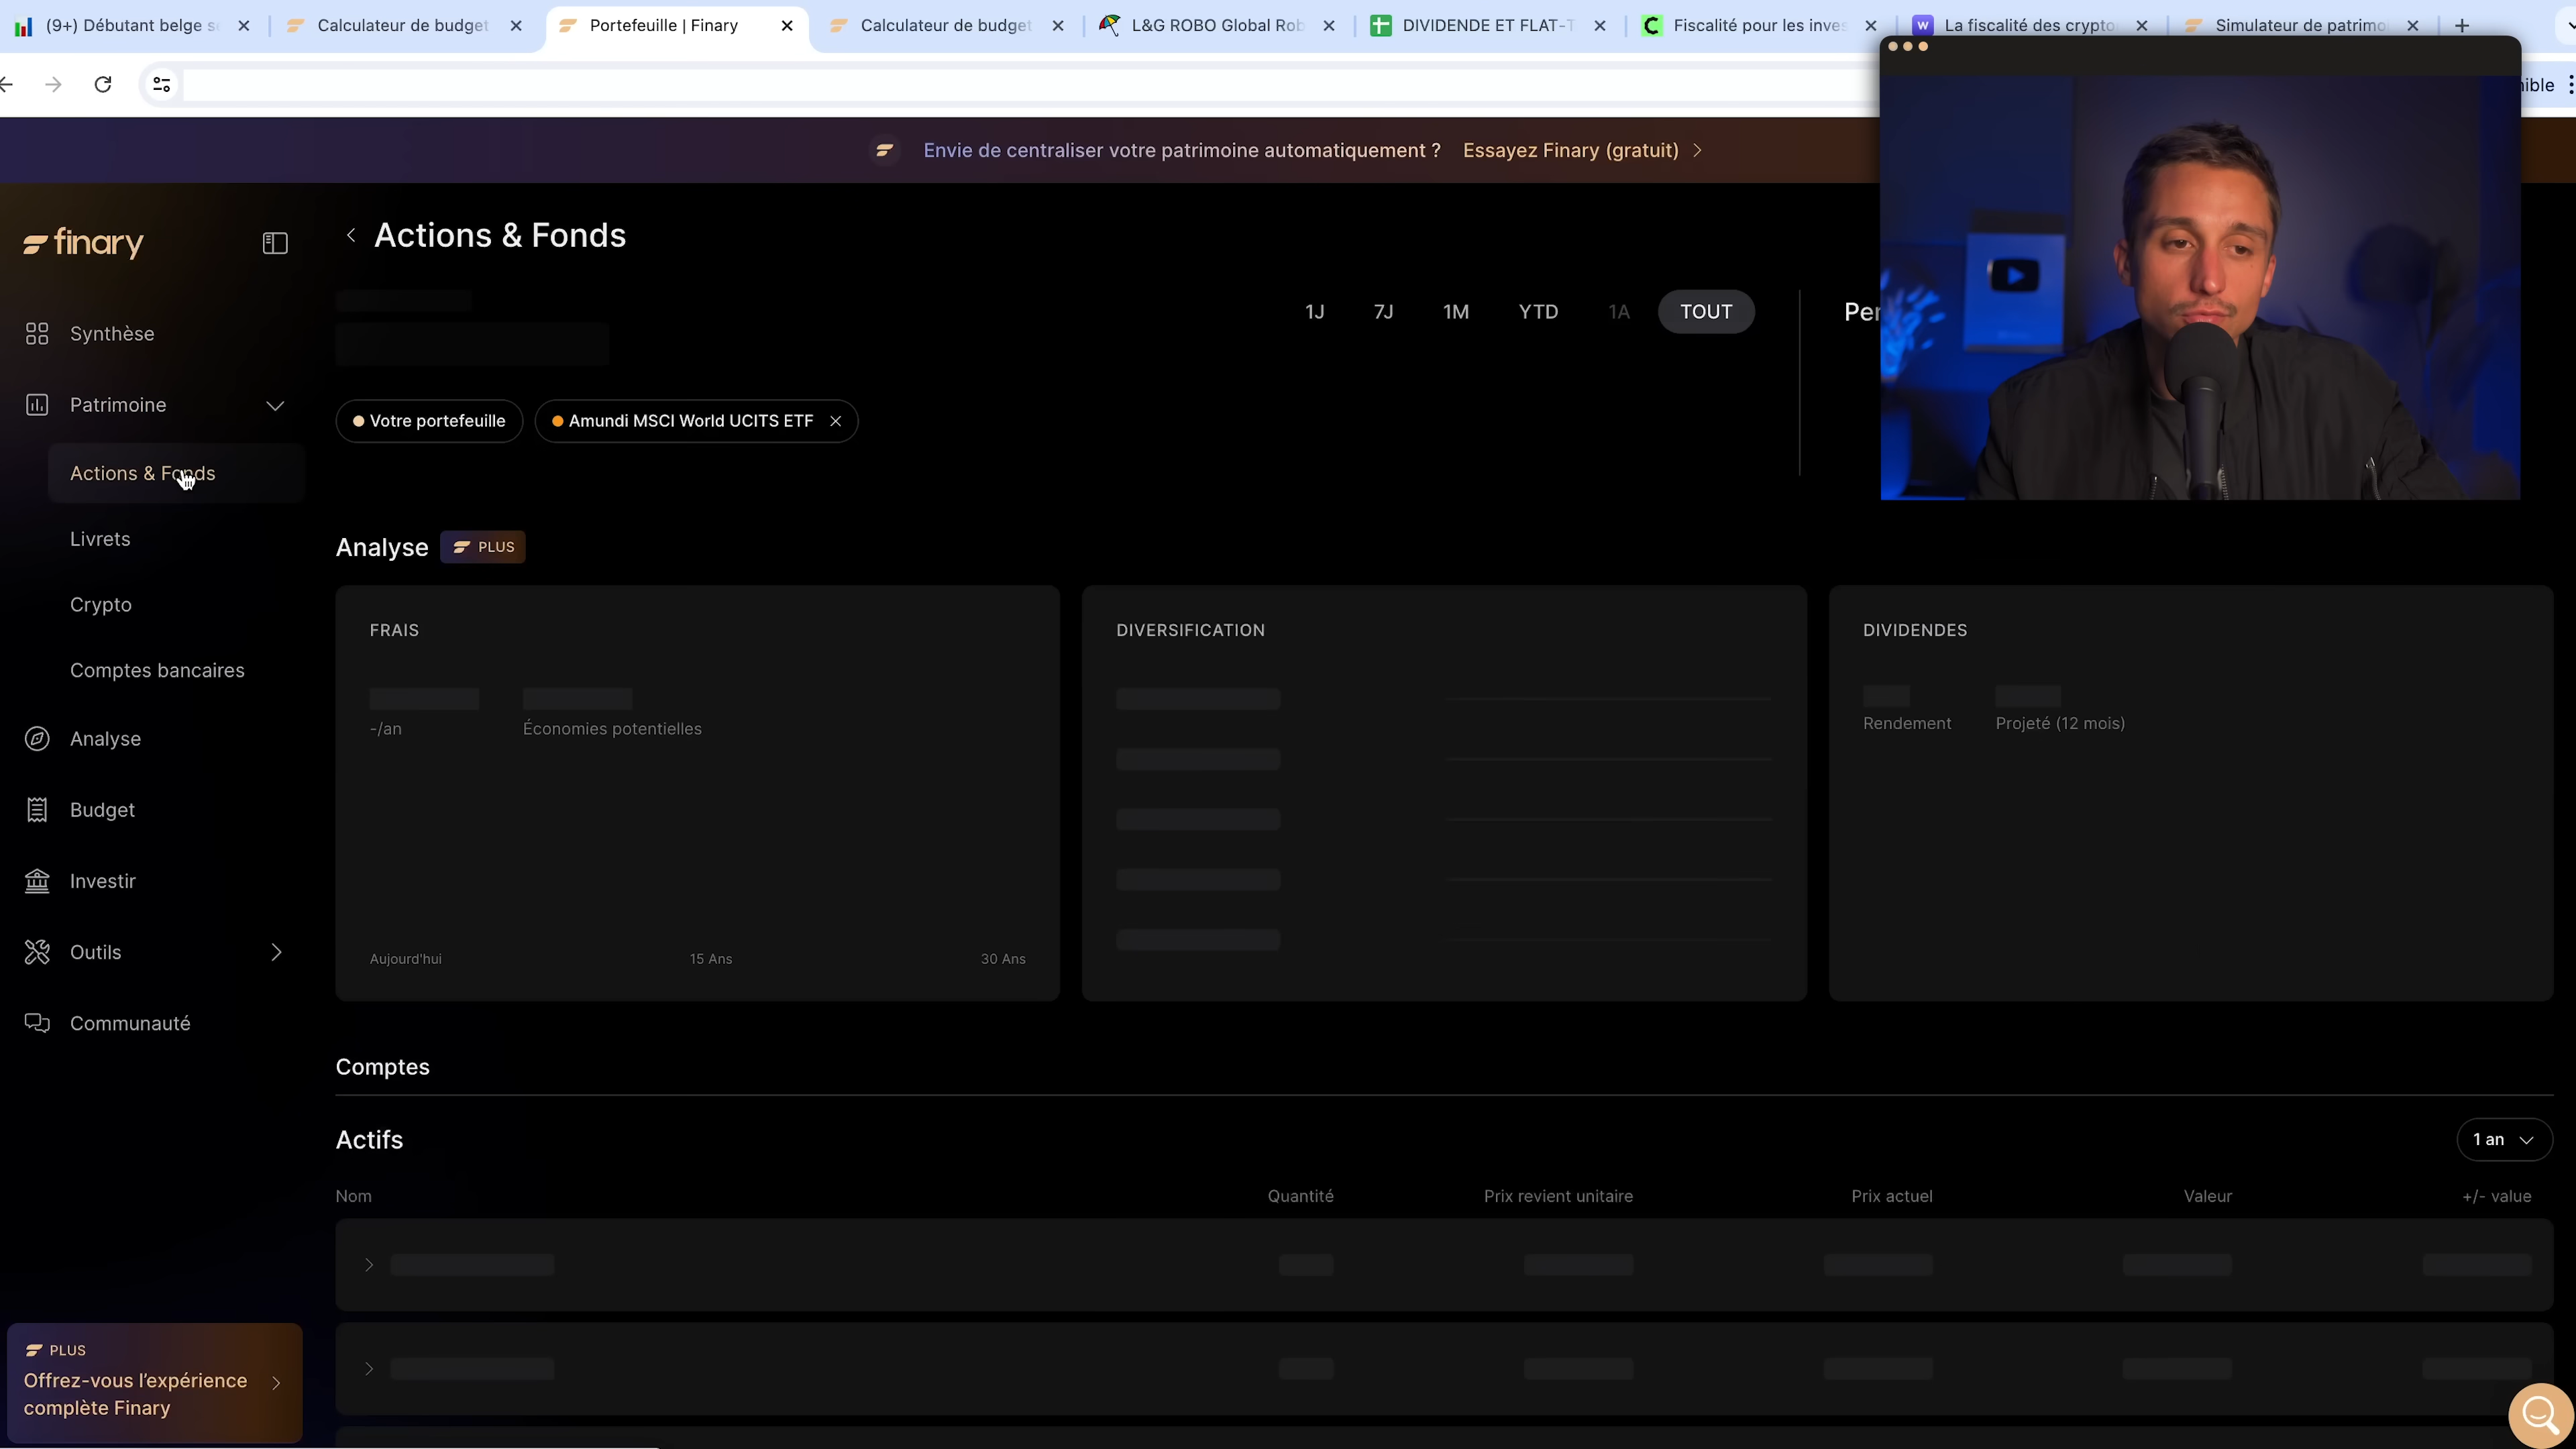 (9+) Débutant belge s
Calculateur de budget
Portefeuille | Finary
Calculateur de budget
L&G ROBO Global Rob
DIVIDENDE ET FLAT-T
Fiscalité pour les inves
La fiscalité des crypto
Simulateur de patrimo
Envie de centraliser votre patrimoine automatiquement ? Essayez Finary (gratuit)
finary
Actions & Fonds
1J 7J 1M YTD 1A TOUT
Synthèse
Patrimoine
Votre portefeuille
Amundi MSCI World UCITS ETF
Actions & Fonds
Livrets
Crypto
Comptes bancaires
Analyse
Budget
Investir
Outils
Communauté
Analyse PLUS
FRAIS
-/an
Économies potentielles
Aujourd'hui 15 Ans 30 Ans
DIVERSIFICATION
DIVIDENDES
Rendement
Projeté (12 mois)
Comptes
Actifs
1 an
Nom Quantité Prix revient unitaire Prix actuel Valeur +/- value
PLUS
Offrez-vous l'expérience
complète Finary